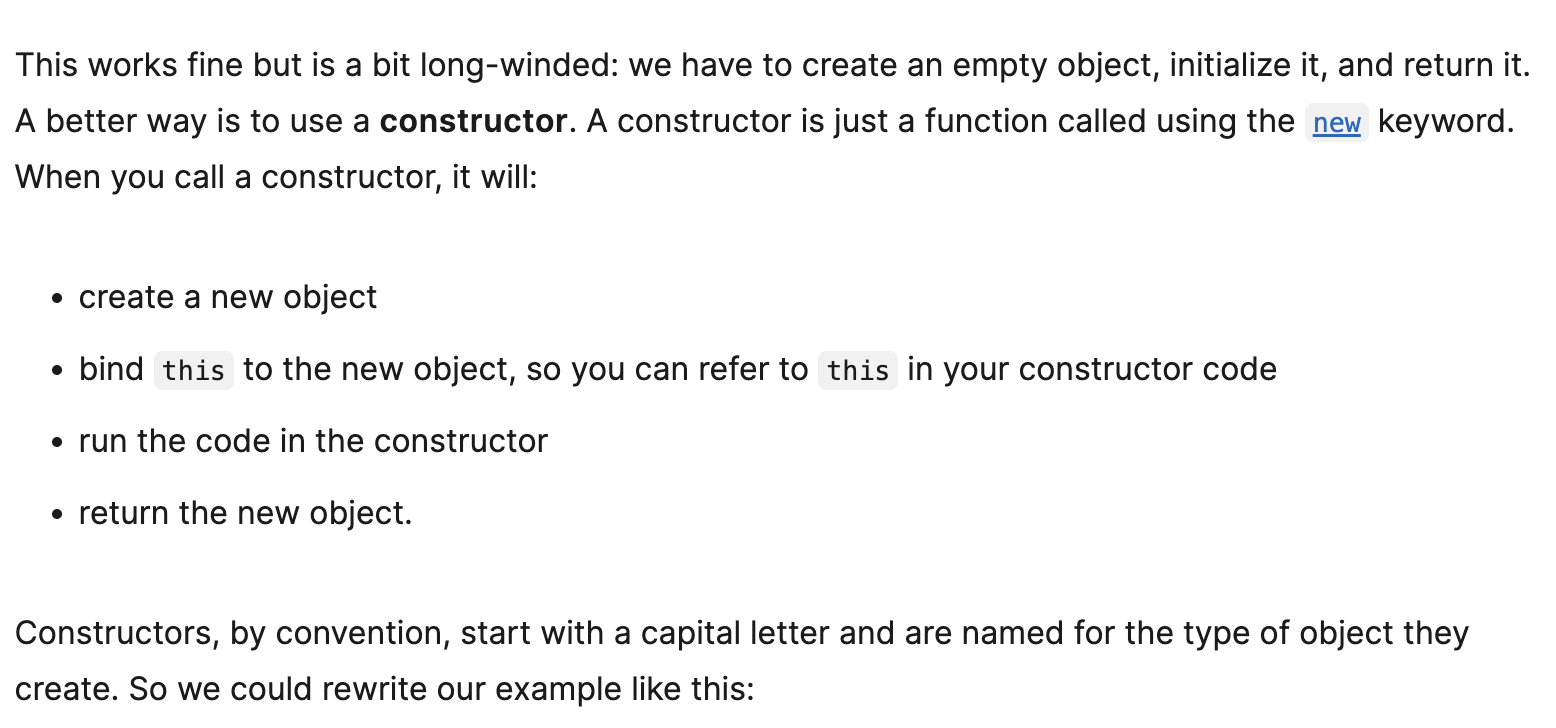 This works fine but is a bit long-winded: we have to create an empty object, initialize it, and return it.
A better way is to use a constructor. A constructor is just a function called using the new keyword.
When you call a constructor, it will:
• create a new object
• bind this to the new object, so you can refer to this in your constructor code
• run the code in the constructor
• return the new object.
Constructors, by convention, start with a capital letter and are named for the type of object they
create. So we could rewrite our example like this: